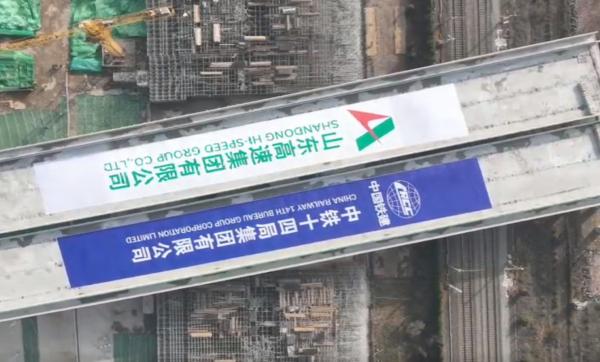 山东高速集团有限公司
SHANDONG HI-SPEED GROUP CO.,LTD
中国铁建
CRCC
中铁十四局集团有限公司
CHINA RAILWAY 14TH BUREAU GROUP CORPORATION LIMITED